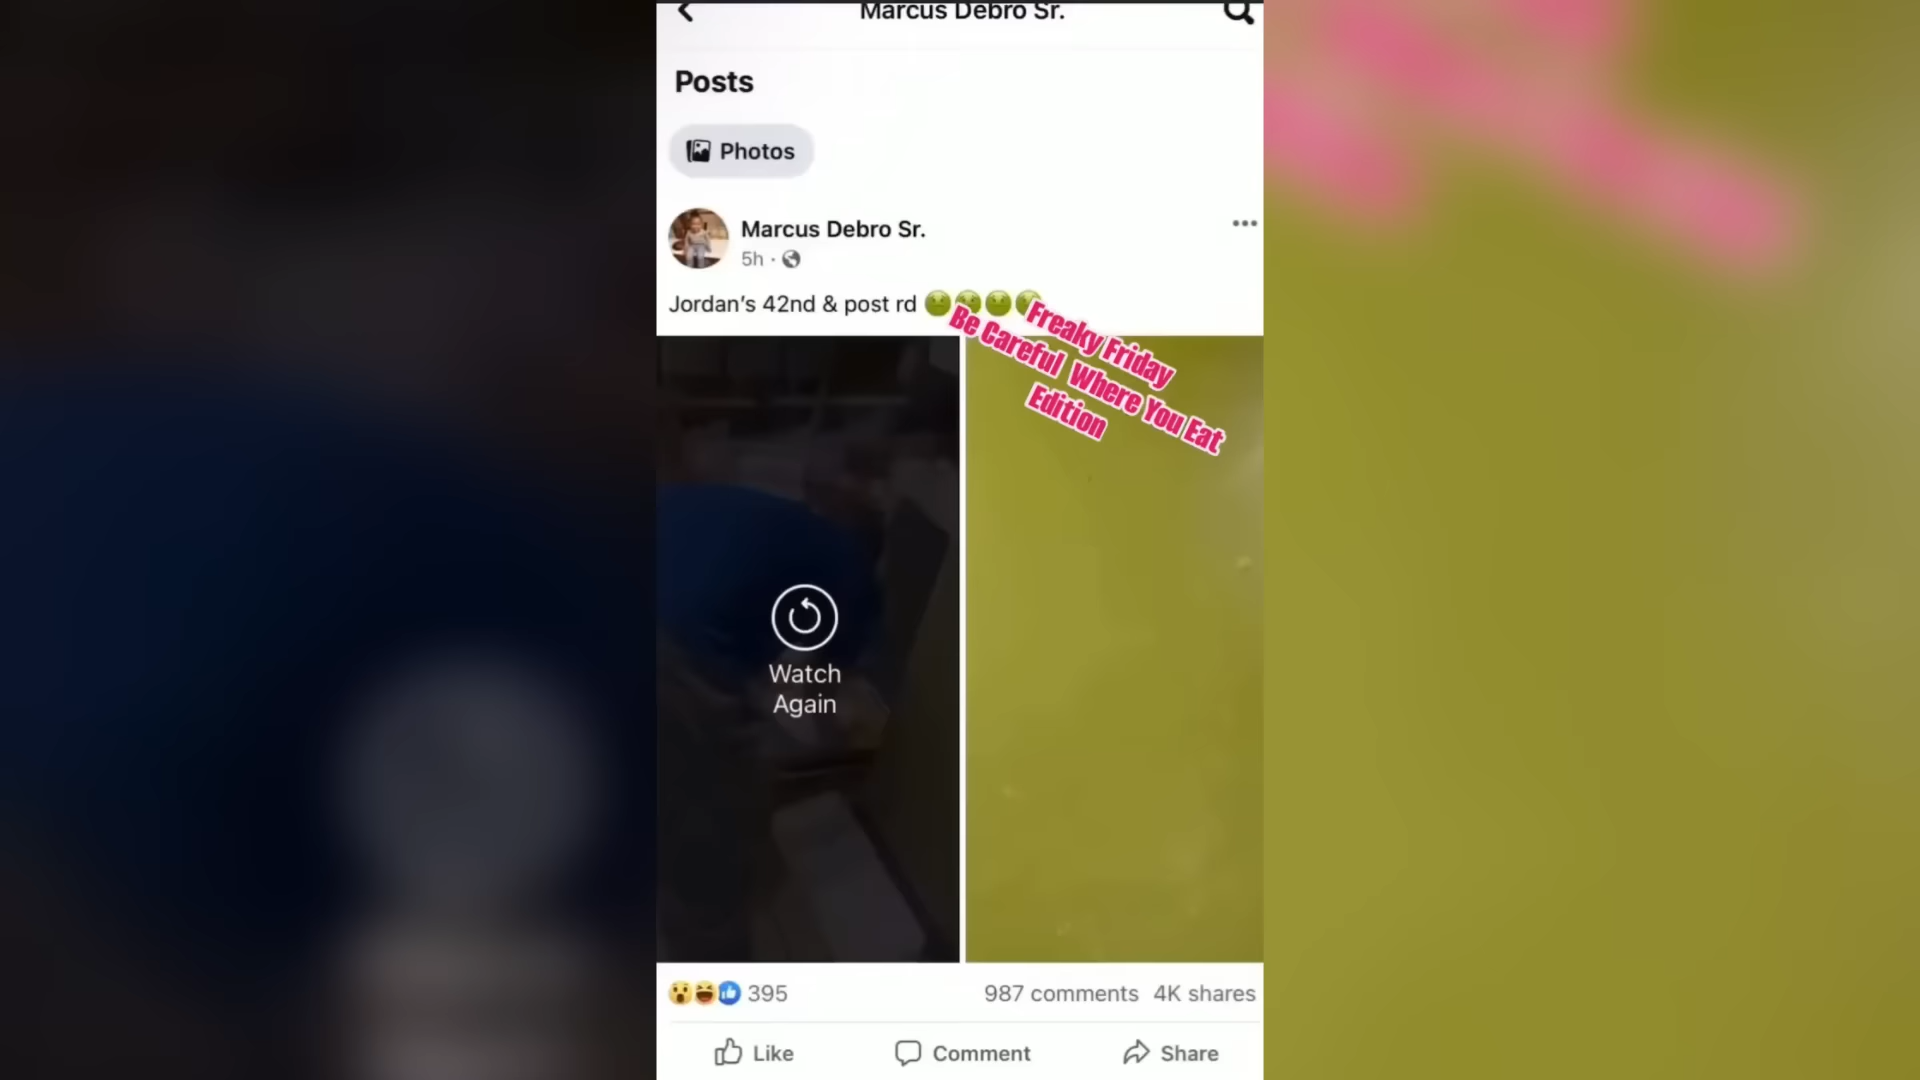 Marcus Debro Sr.
Posts
Photos
Marcus Debro Sr.
5h ·
Jordan's 42nd & post rd 🤢🤢🤢🤢
Freaky Friday
Be Careful Where You Eat
Edition
Watch
Again
395
987 comments 4K shares
Like
Comment
Share